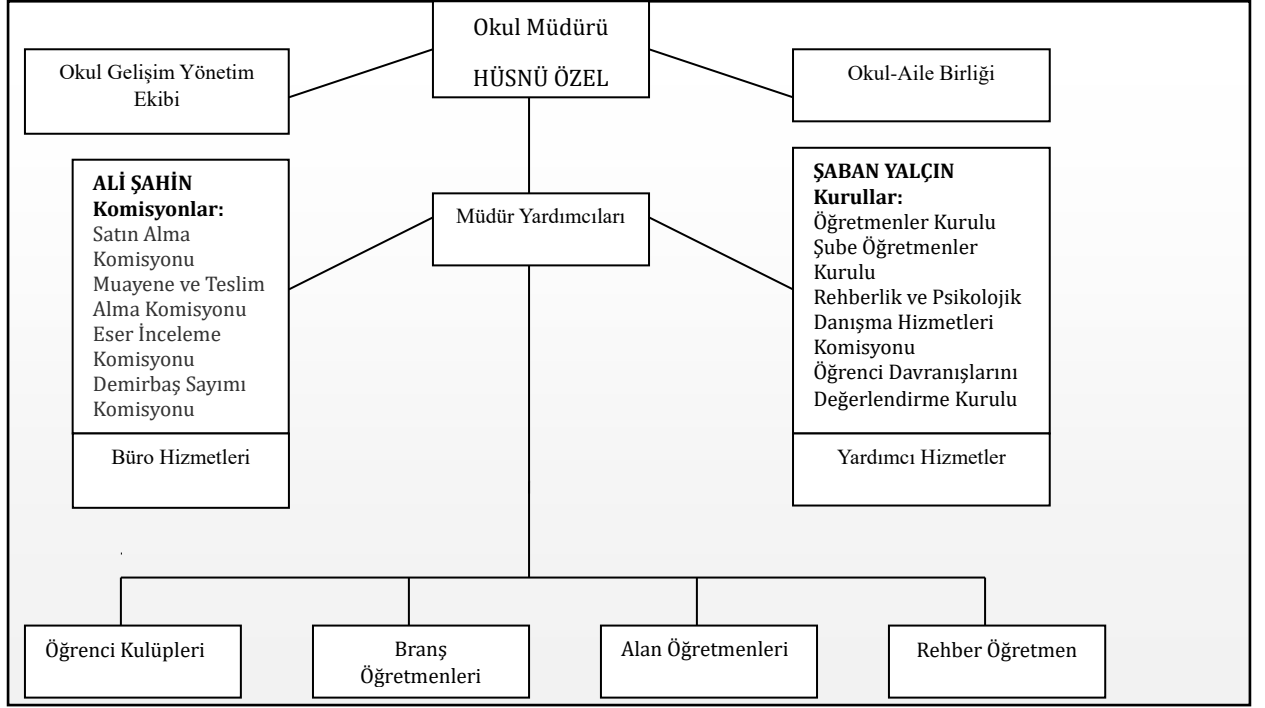 Okul Müdürü
HÜSNÜ ÖZEL
Okul Gelişim Yönetim
Ekibi
Okul-Aile Birliği
ALİ ŞAHİN
Komisyonlar:
Satın Alma
Komisyonu
Muayene ve Teslim
Alma Komisyonu
Eser İnceleme
Komisyonu
Demirbaş Sayımı
Komisyonu
Büro Hizmetleri
Müdür Yardımcıları
ŞABAN YALÇIN
Kurullar:
Öğretmenler Kurulu
Şube Öğretmenler
Kurulu
Rehberlik ve Psikolojik
Danışma Hizmetleri
Komisyonu
Öğrenci Davranışlarını
Değerlendirme Kurulu
Yardımcı Hizmetler
Öğrenci Kulüpleri
Branş
Öğretmenleri
Alan Öğretmenleri
Rehber Öğretmen